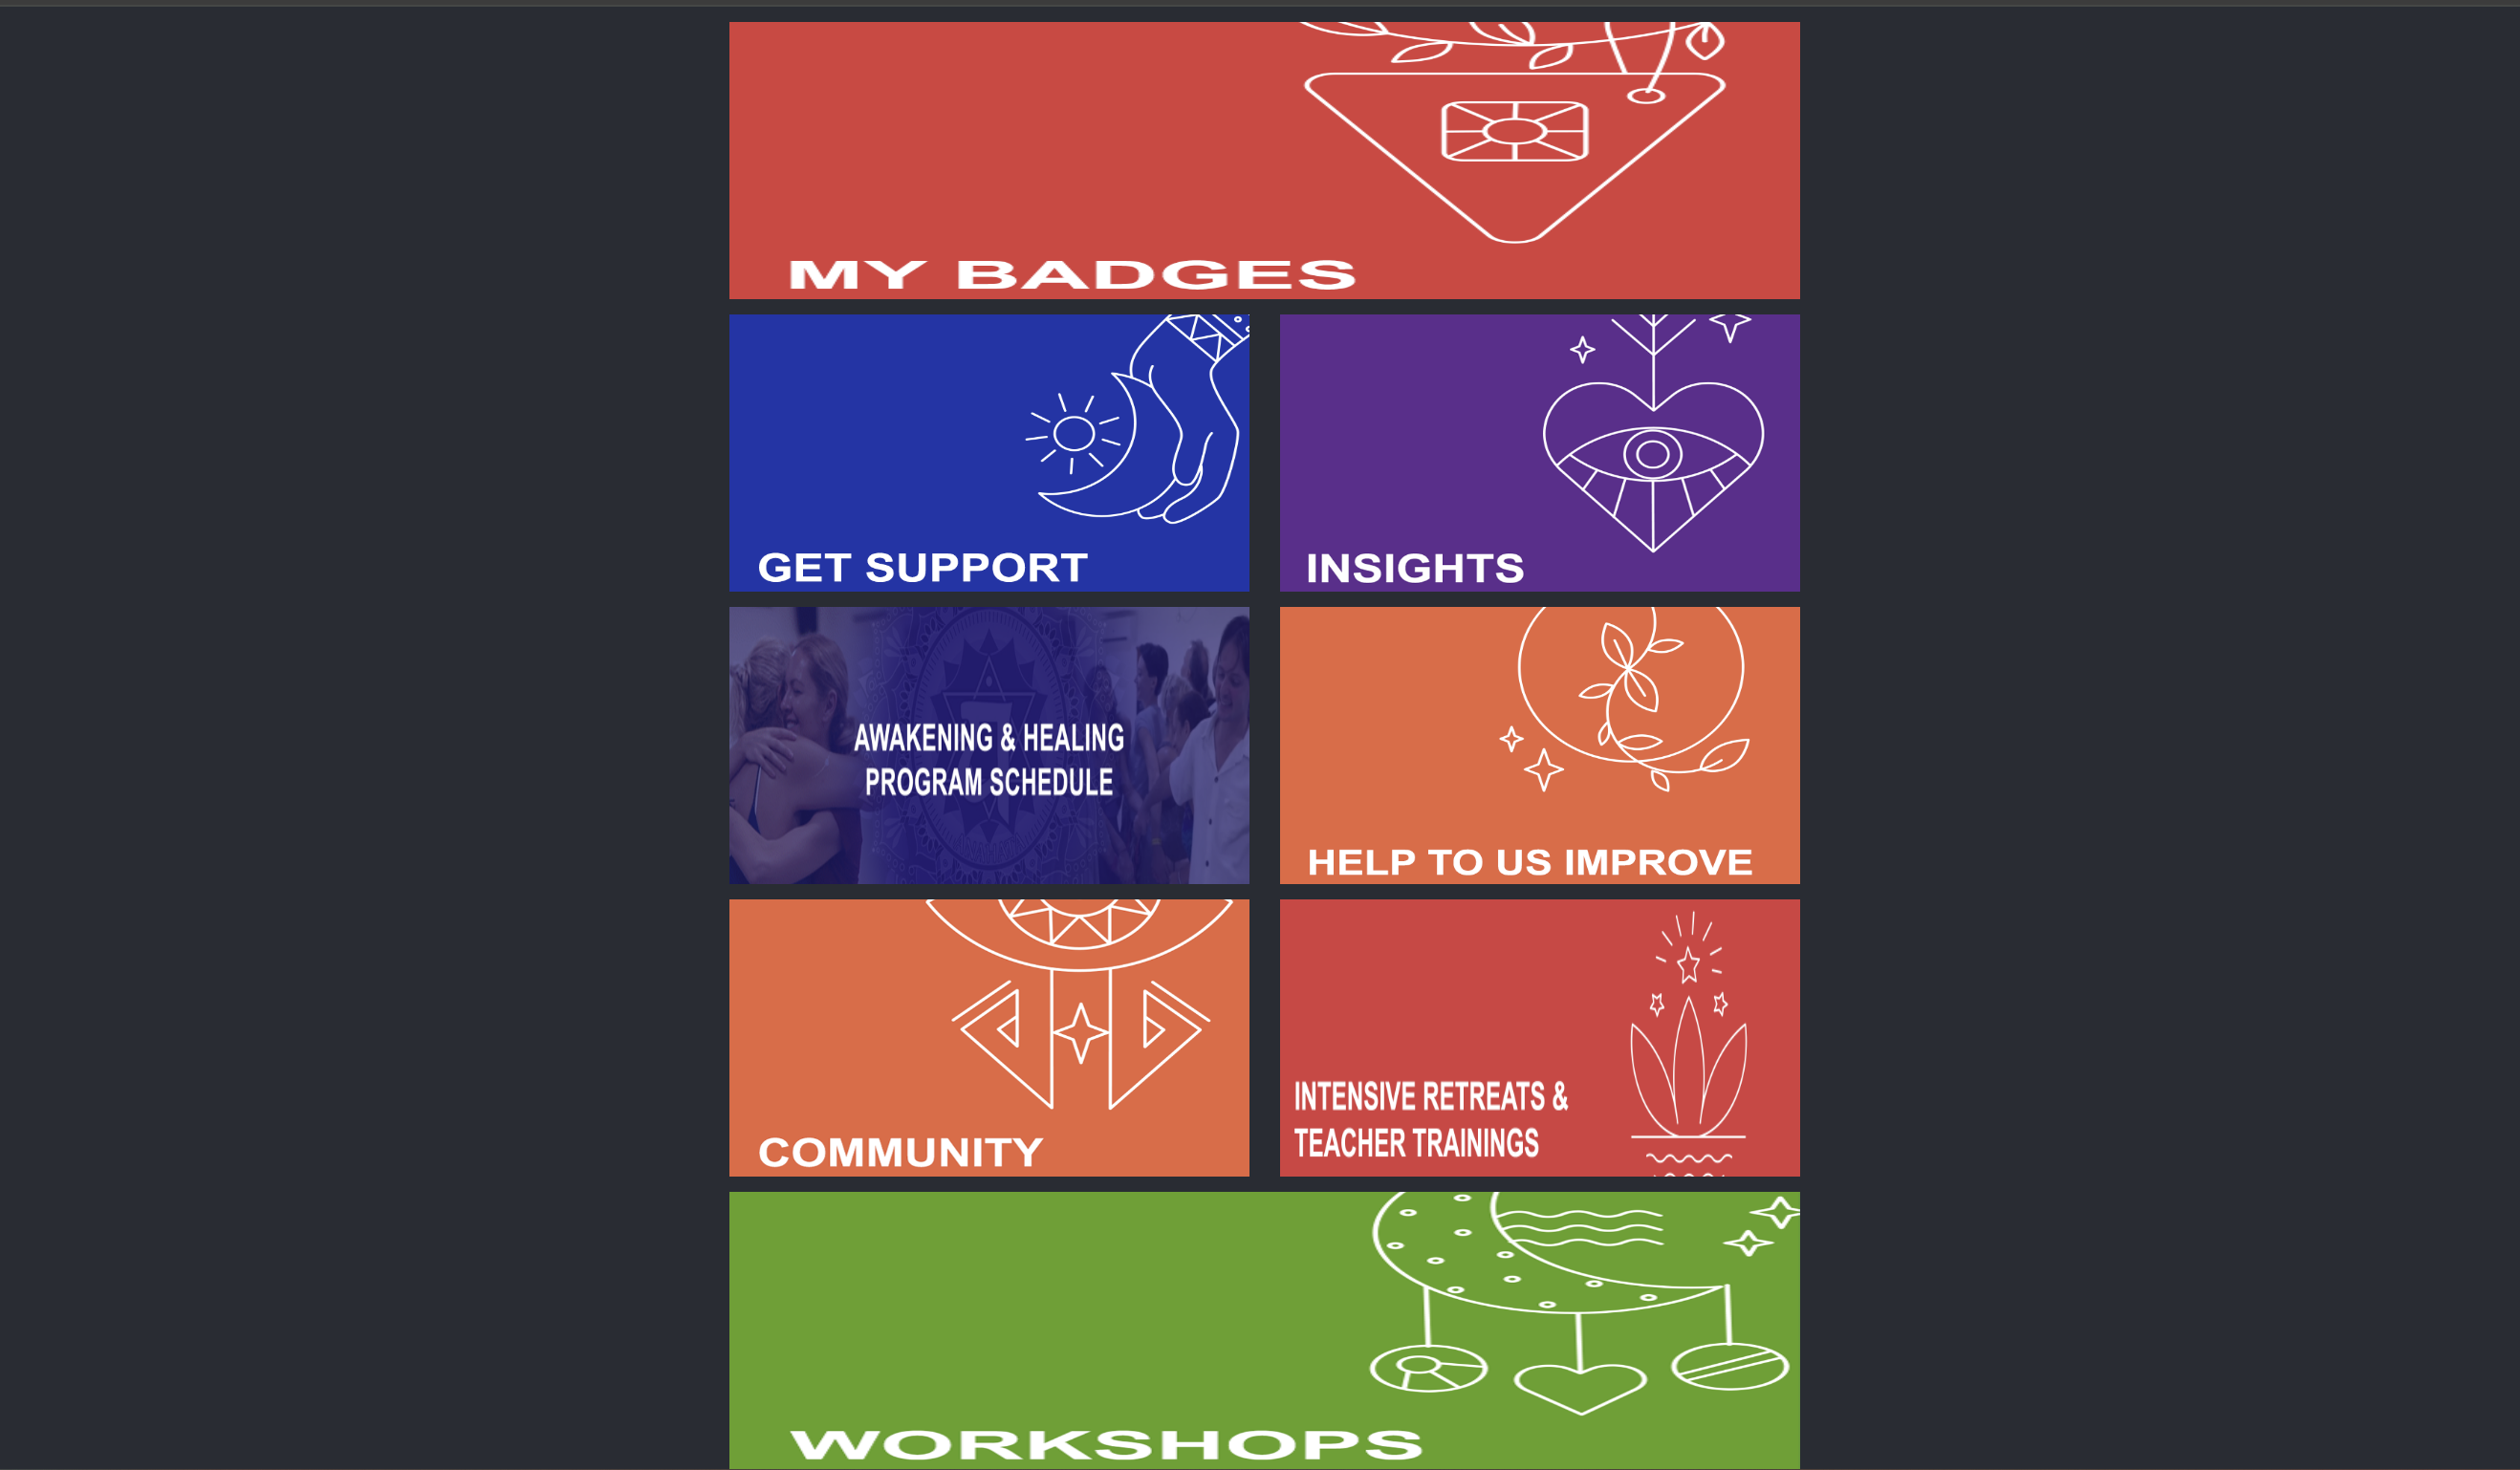 MY BADGES
GET SUPPORT
INSIGHTS
AWAKENING & HEALING
PROGRAM SCHEDULE
HELP TO US IMPROVE
COMMUNITY
INTENSIVE RETREATS &
TEACHER TRAININGS
WORKSHOPS